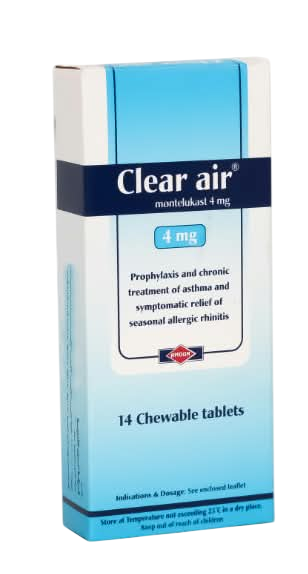 Clear air®
montelukast 4 mg
4 mg
Prophylaxis and chronic
treatment of asthma and
symptomatic relief of
seasonal allergic rhinitis
AMOUN
14 Chewable tablets
Indications & Dosage: See enclosed leaflet
Store at Temperature not exceeding 25°C in a dry place.
Keep out of reach of children